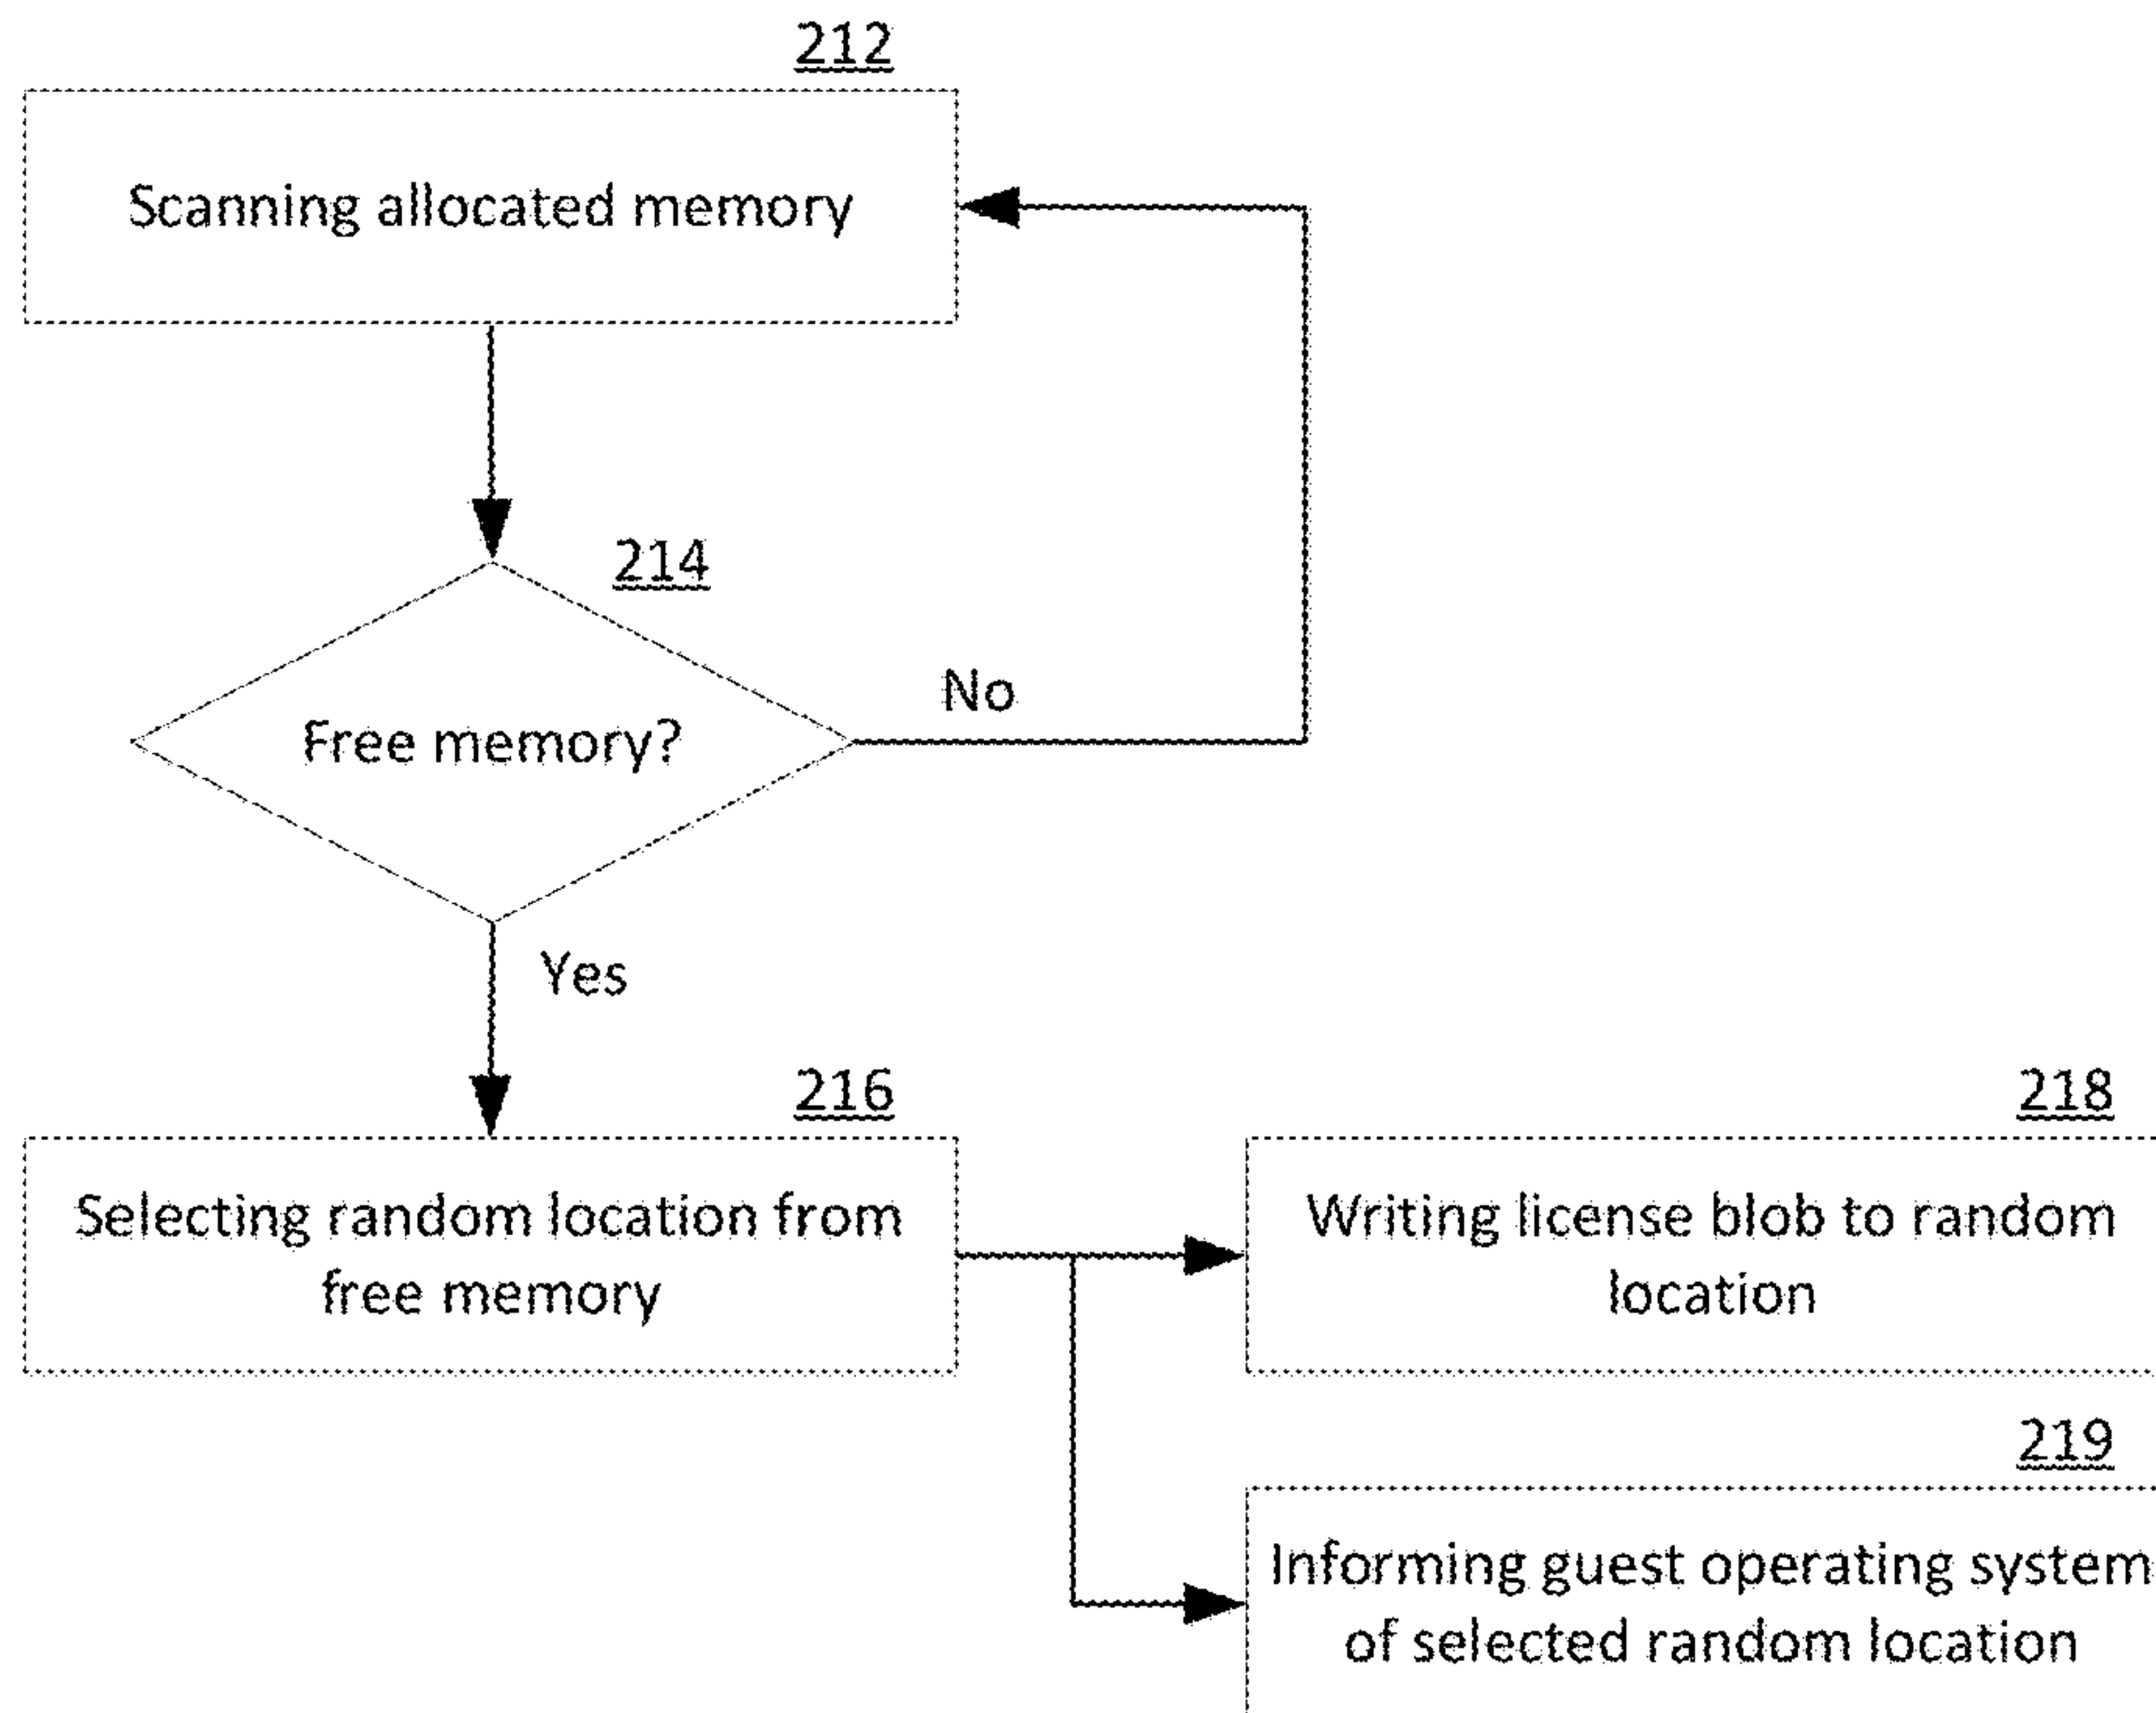 212
Scanning allocated memory
214
No
Free memory?
Yes
216
Selecting random location from
free memory
218
Writing license blob to random
location
219
Informing guest operating system
of selected random location